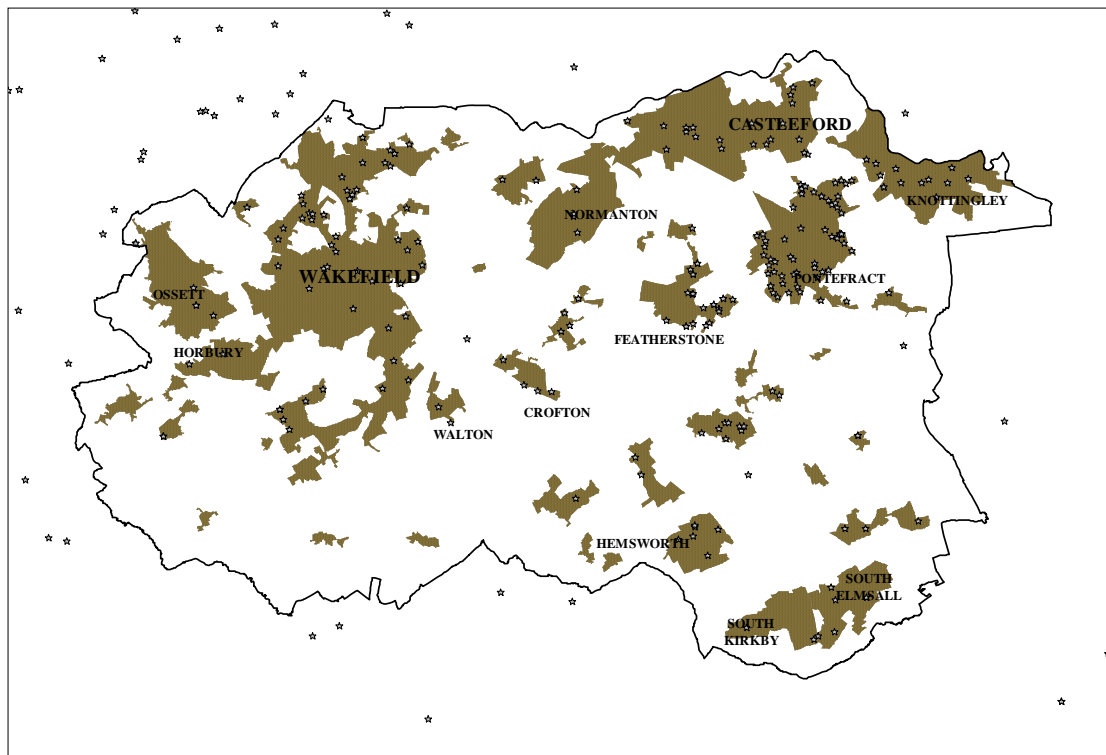 CASTLEFORD
KNOTTINGLEY
NORMANTON
WAKEFIELD
PONTEFRACT
OSSETT
FEATHERSTONE
HORBURY
CROFTON
WALTON
HEMSWORTH
SOUTH
ELMSALL
SOUTH
KIRKBY